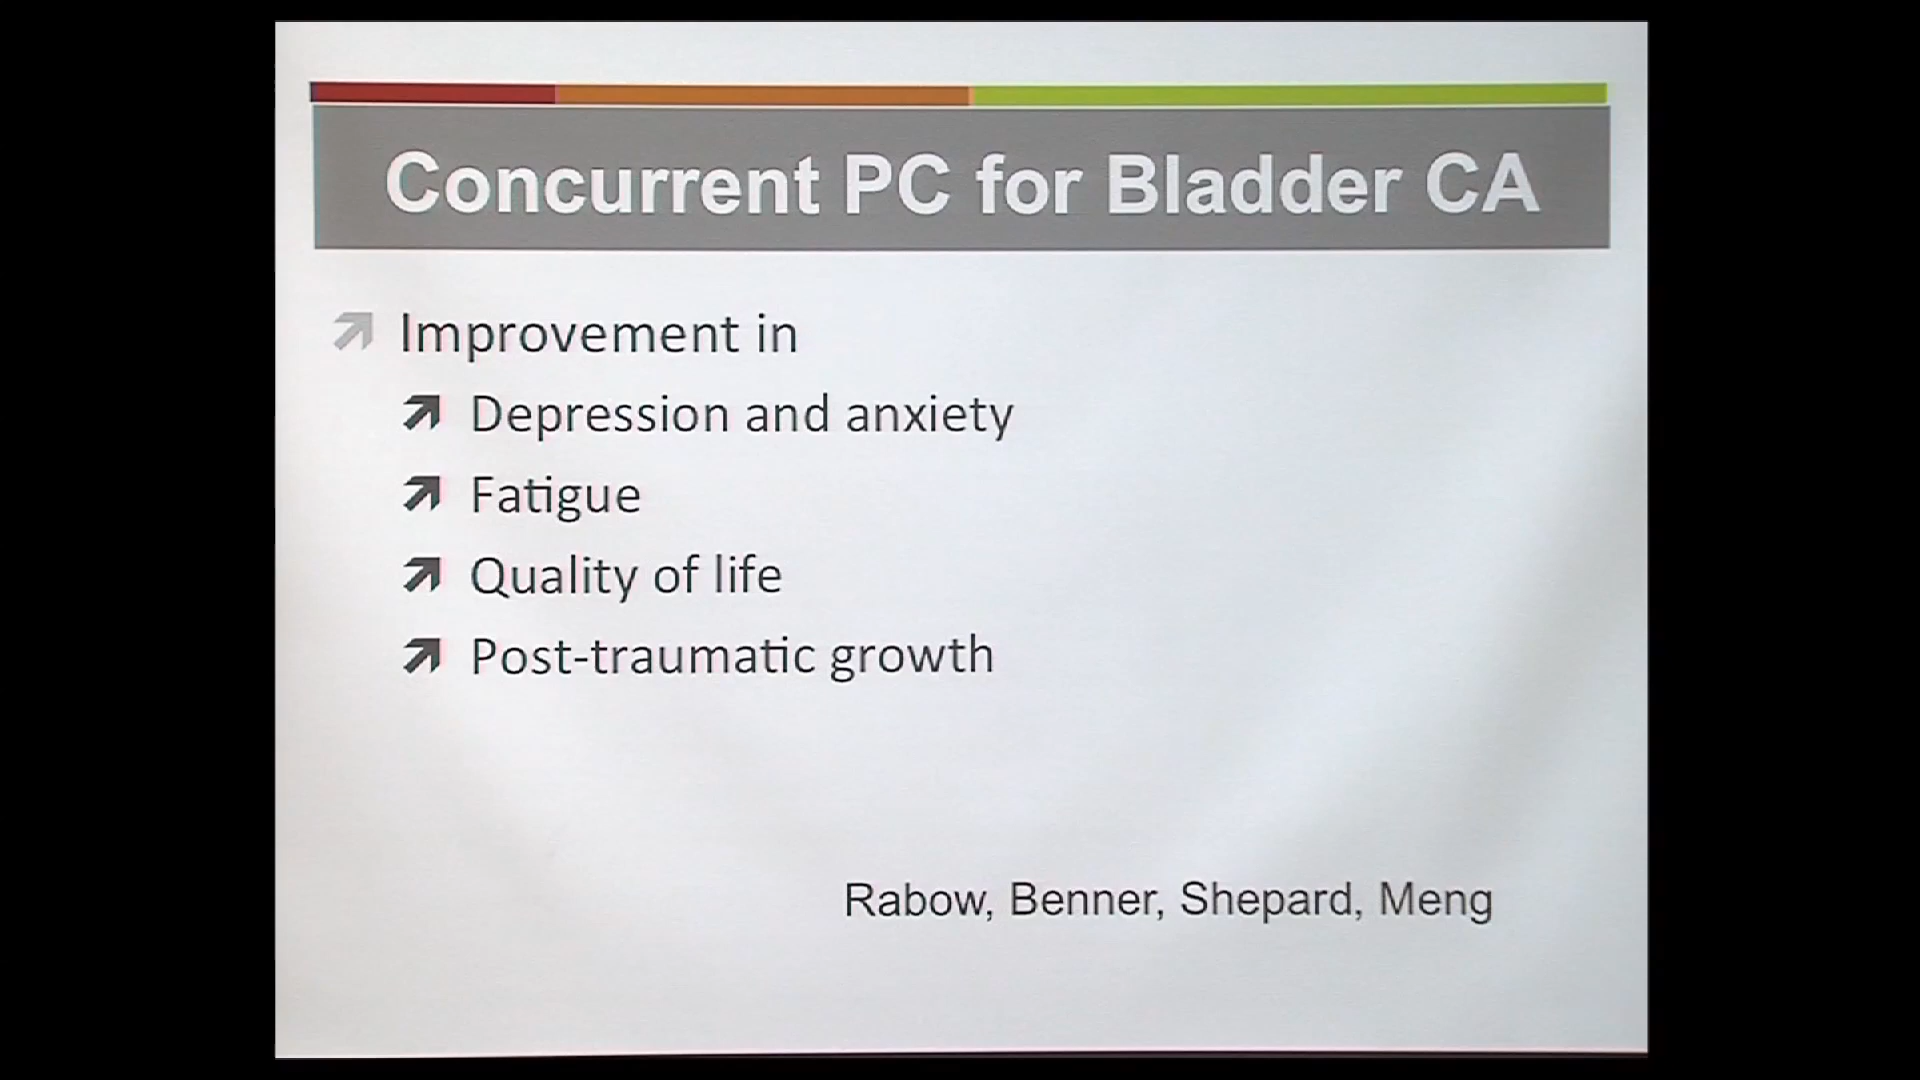 Concurrent PC for Bladder CA
Improvement in
Depression and anxiety
Fatigue
Quality of life
Post-traumatic growth
Rabow, Benner, Shepard, Meng